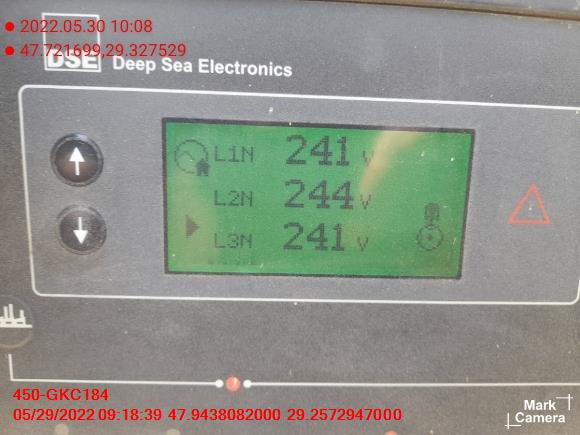 2022.05.30 10:08
47.721699,29.327529
DSE Deep Sea Electronics
L1N 241 V
L2N 244 V
L3N 241 V
450-GKC184
05/29/2022 09:18:39 47.9438082000 29.2572947000
Mark
Camera